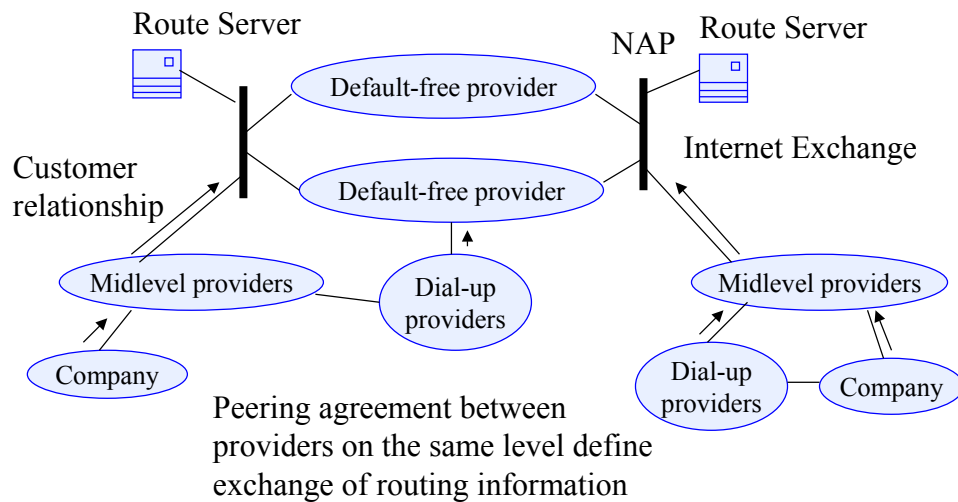 Route Server
NAP
Route Server
Default-free provider
Internet Exchange
Customer
relationship
Default-free provider
Midlevel providers
Dial-up
providers
Midlevel providers
Company
Dial-up
providers
Company
Peering agreement between
providers on the same level define
exchange of routing information